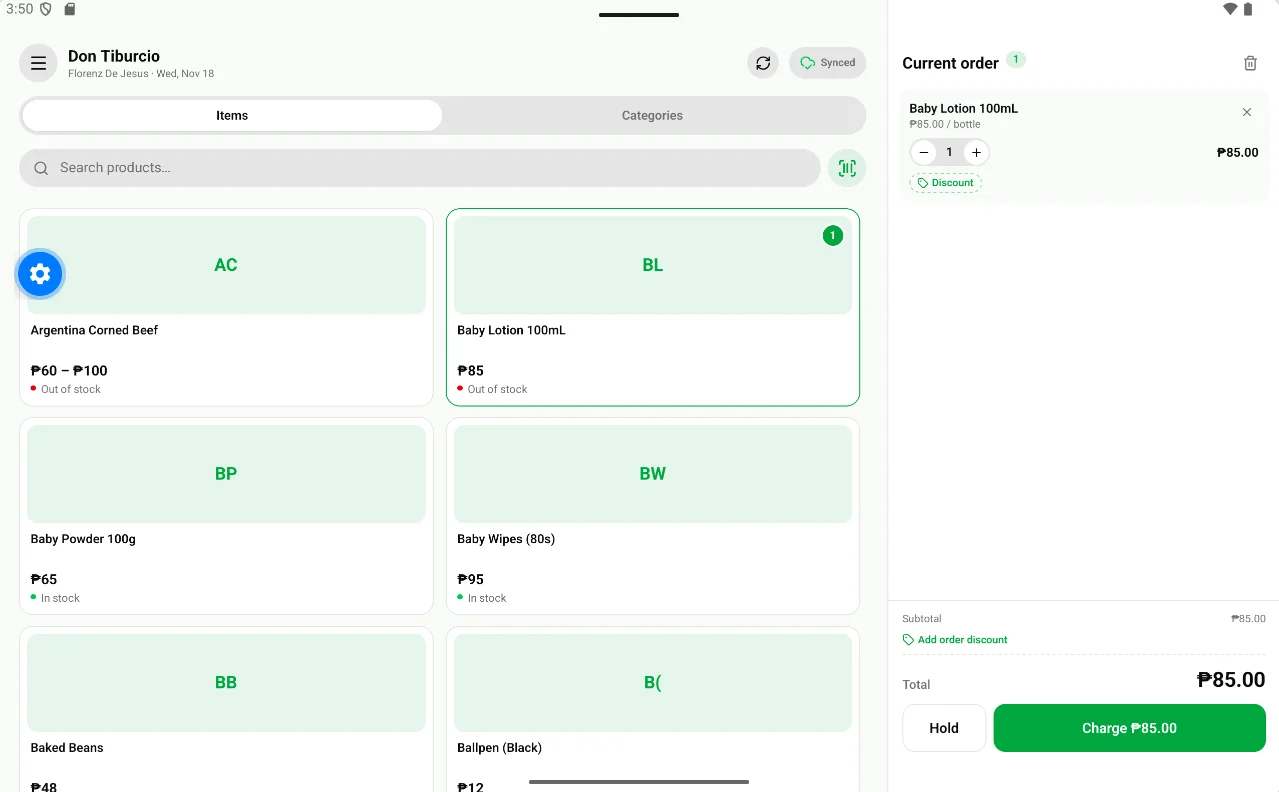 3:50
Don Tiburcio
Florenz De Jesus · Wed, Nov 18
Synced
Items
Categories
Search products...
AC
Argentina Corned Beef
₱60 – ₱100
Out of stock
1
BL
Baby Lotion 100mL
₱85
Out of stock
BP
Baby Powder 100g
₱65
In stock
BW
Baby Wipes (80s)
₱95
In stock
BB
Baked Beans
₱48
B(
Ballpen (Black)
₱12
Current order
1
Baby Lotion 100mL
₱85.00 / bottle
1
₱85.00
Discount
Subtotal
₱85.00
Add order discount
Total
₱85.00
Hold
Charge ₱85.00